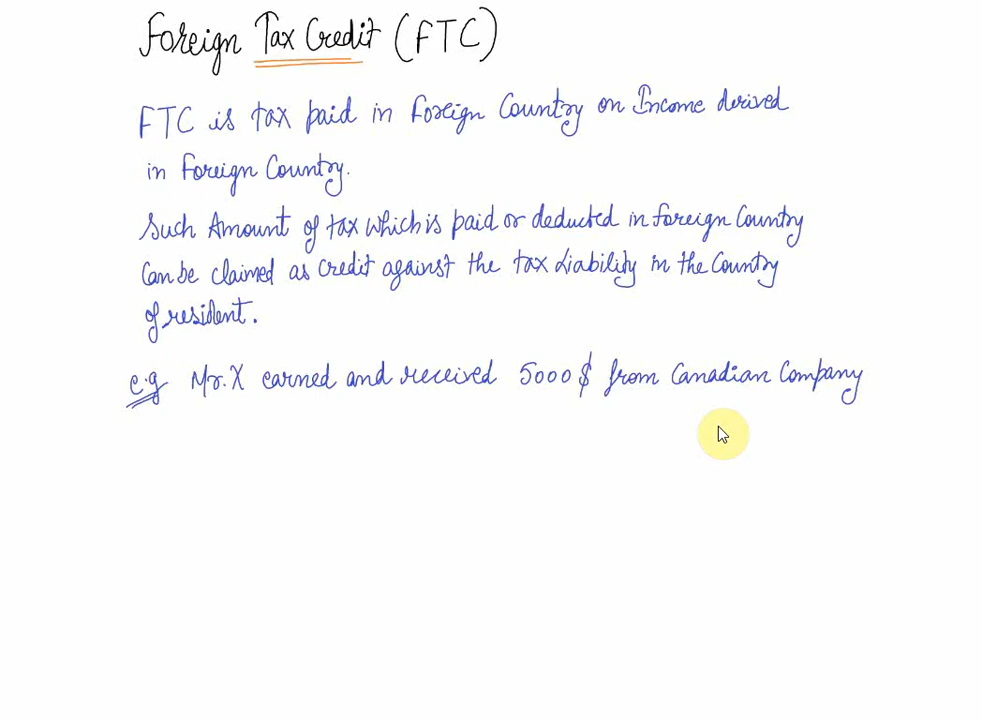 Foreign Tax Credit (FTC)
FTC is tax paid in Foreign Country on Income derived
in Foreign Country.
Such Amount of tax which is paid or deducted in foreign Country
Can be claimed as credit against the tax Liability in the Country
of resident.
e.g Mr. X earned and received 5000 $ from Canadian Company